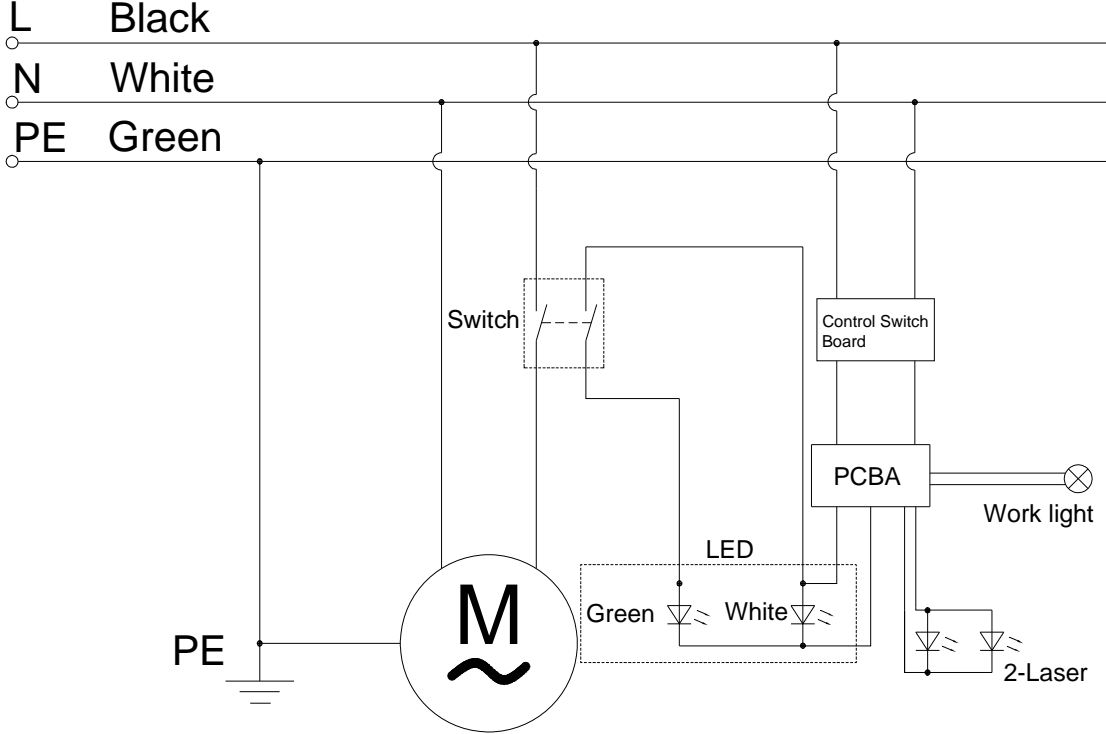 L Black
N White
PE Green
Switch
Control Switch
Board
PCBA
Work light
LED
Green
White
M
PE
2-Laser